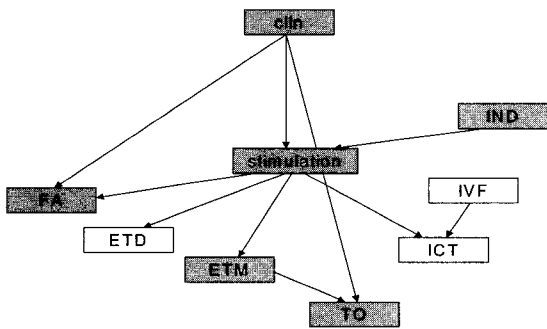 clin
IND
stimulation
FA
IVF
ETD
ICT
ETM
TO